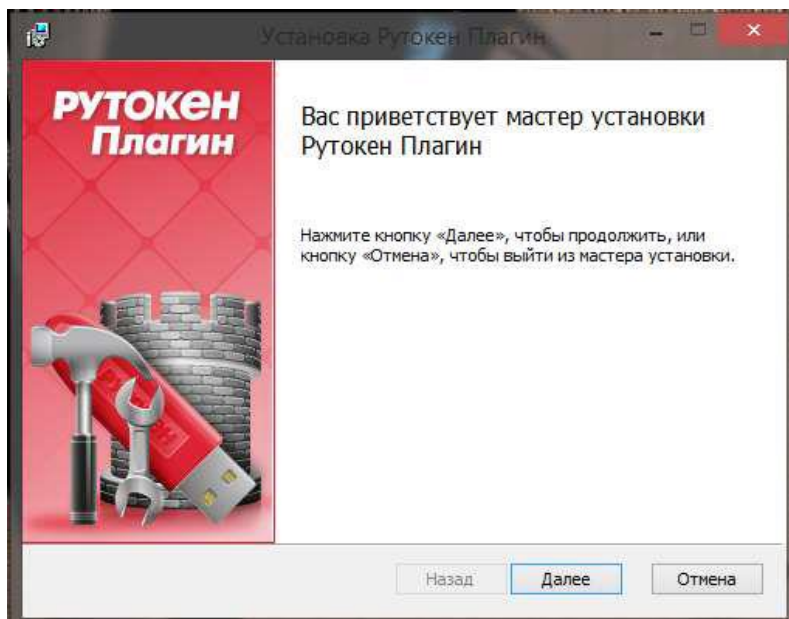 Установка Рутокен Плагин
РУТОКЕН
Плагин
Вас приветствует мастер установки
Рутокен Плагин
Нажмите кнопку «Далее», чтобы продолжить, или
кнопку «Отмена», чтобы выйти из мастера установки.
РУТОКЕН
Назад
Далее
Отмена